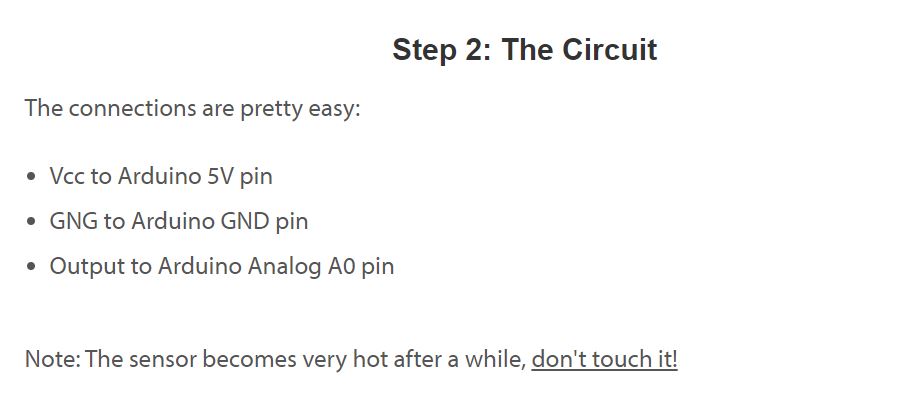 Step 2: The Circuit
The connections are pretty easy:
• Vcc to Arduino 5V pin
• GNG to Arduino GND pin
• Output to Arduino Analog A0 pin
Note: The sensor becomes very hot after a while, don't touch it!